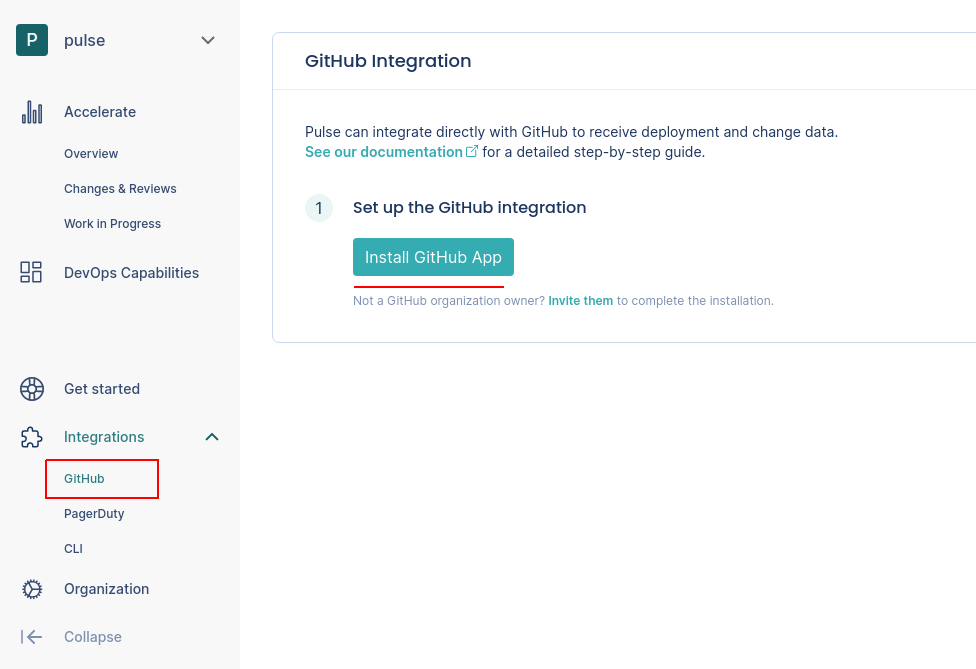 P pulse
Accelerate
Overview
Changes & Reviews
Work in Progress
DevOps Capabilities
Get started
Integrations
GitHub
PagerDuty
CLI
Organization
Collapse
GitHub Integration
Pulse can integrate directly with GitHub to receive deployment and change data.
See our documentation for a detailed step-by-step guide.
1 Set up the GitHub integration
Install GitHub App
Not a GitHub organization owner? Invite them to complete the installation.